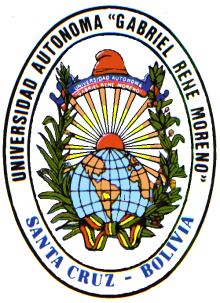 UNIVERSIDAD AUTONOMA "GABRIEL RENE MORENO"
UNIVERSIDAD AUTONOMA
GABRIEL RENE MORENO
SANTA CRUZ - BOLIVIA